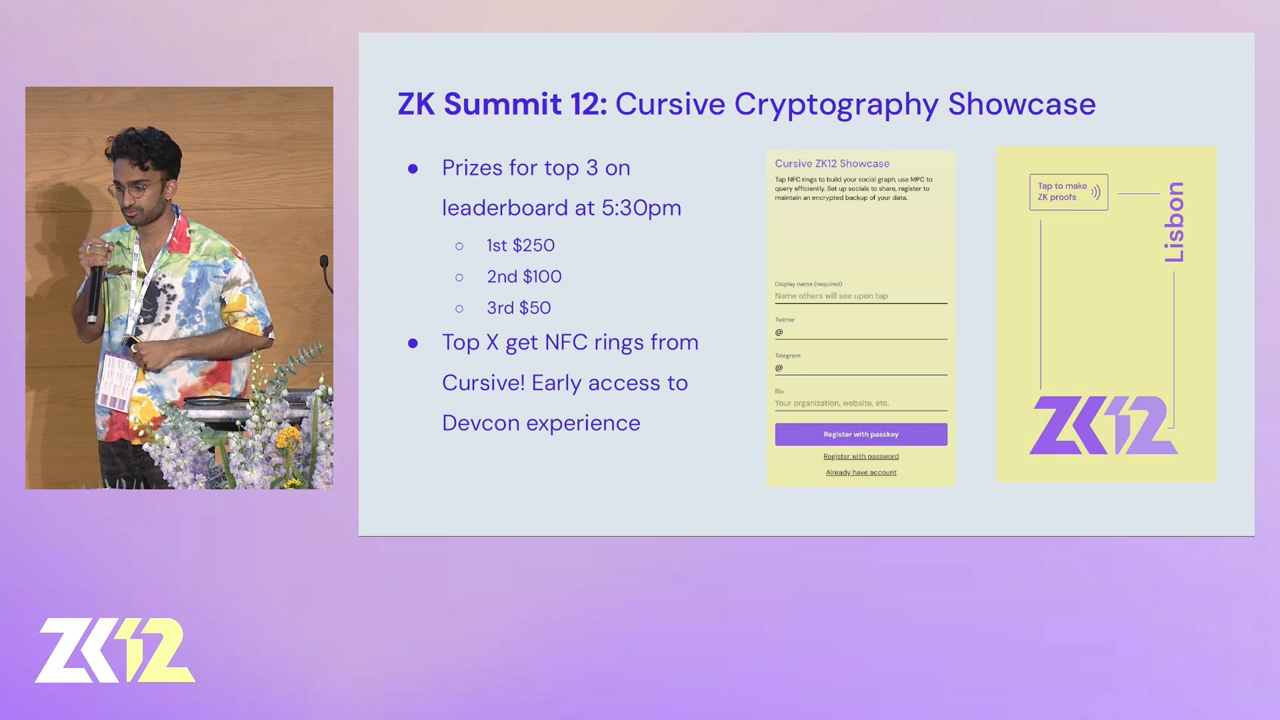 ZK Summit 12: Cursive Cryptography Showcase
● Prizes for top 3 on
leaderboard at 5:30pm
○ 1st $250
○ 2nd $100
○ 3rd $50
● Top X get NFC rings from
Cursive! Early access to
Devcon experience
Cursive ZK12 Showcase
Tap NFC rings to build your social graph, use MPC to
query efficiently. Set up socials to share, register to
maintain an encrypted backup of your data.
Display name (required)
Name others will see upon tap
Twitter
@
Telegram
@
Bio
Your organization, website, etc.
Register with passkey
Register with password
Already have account
Tap to make
ZK proofs
Lisbon
ZK12
ZK12